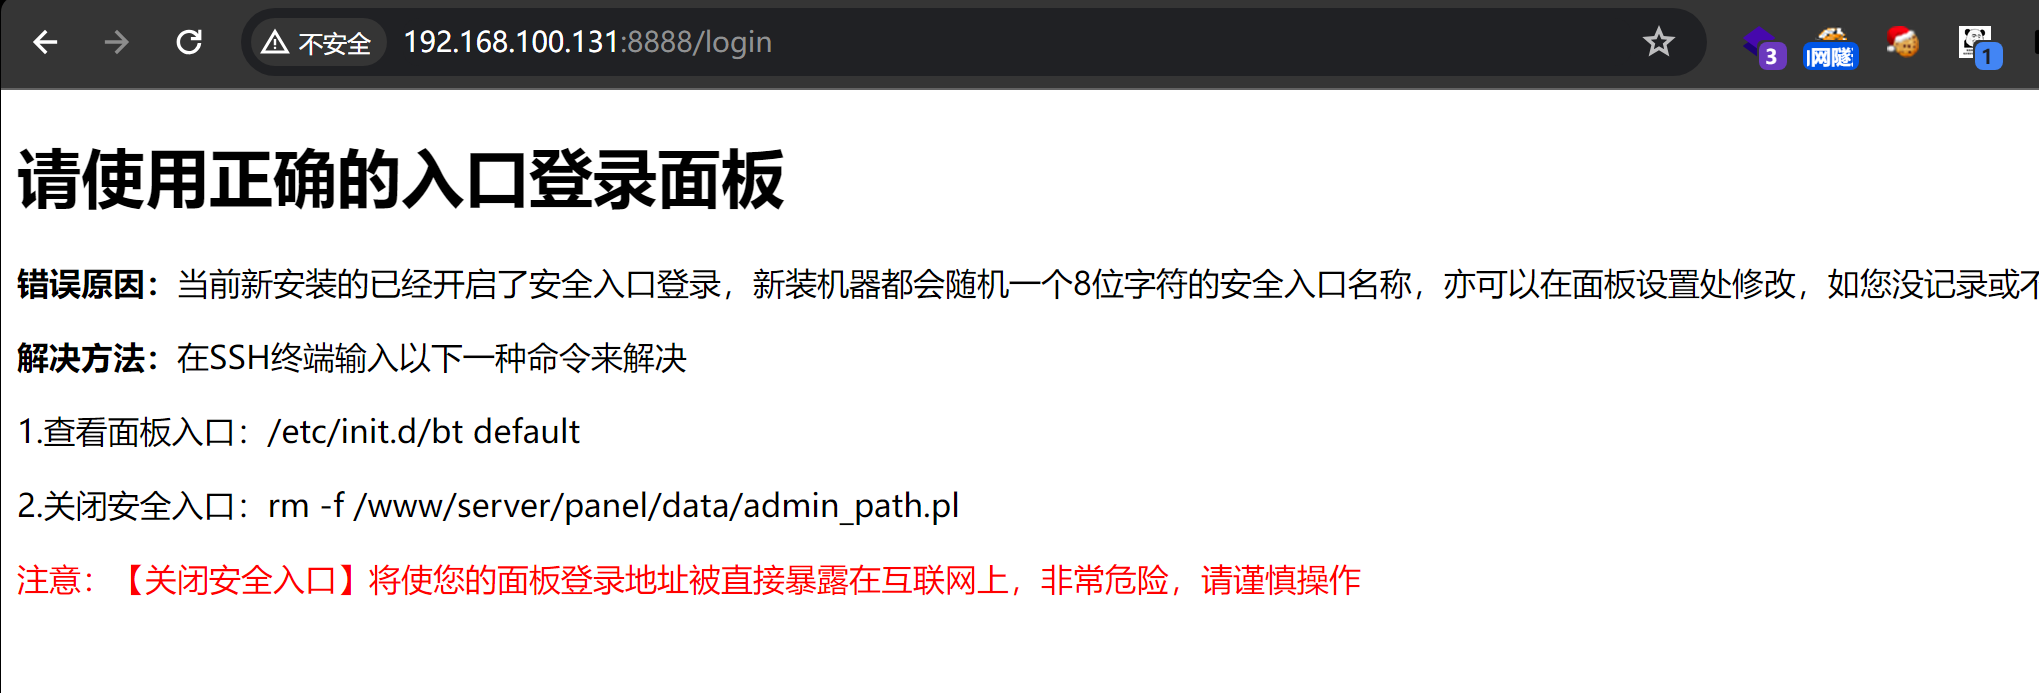 不安全 192.168.100.131:8888/login
3
1
请使用正确的入口登录面板
错误原因：当前新安装的已经开启了安全入口登录，新装机器都会随机一个8位字符的安全入口名称，亦可以在面板设置处修改，如您没记录或不
解决方法：在SSH终端输入以下一种命令来解决
1.查看面板入口：/etc/init.d/bt default
2.关闭安全入口：rm -f /www/server/panel/data/admin_path.pl
注意：【关闭安全入口】将使您的面板登录地址被直接暴露在互联网上，非常危险，请谨慎操作